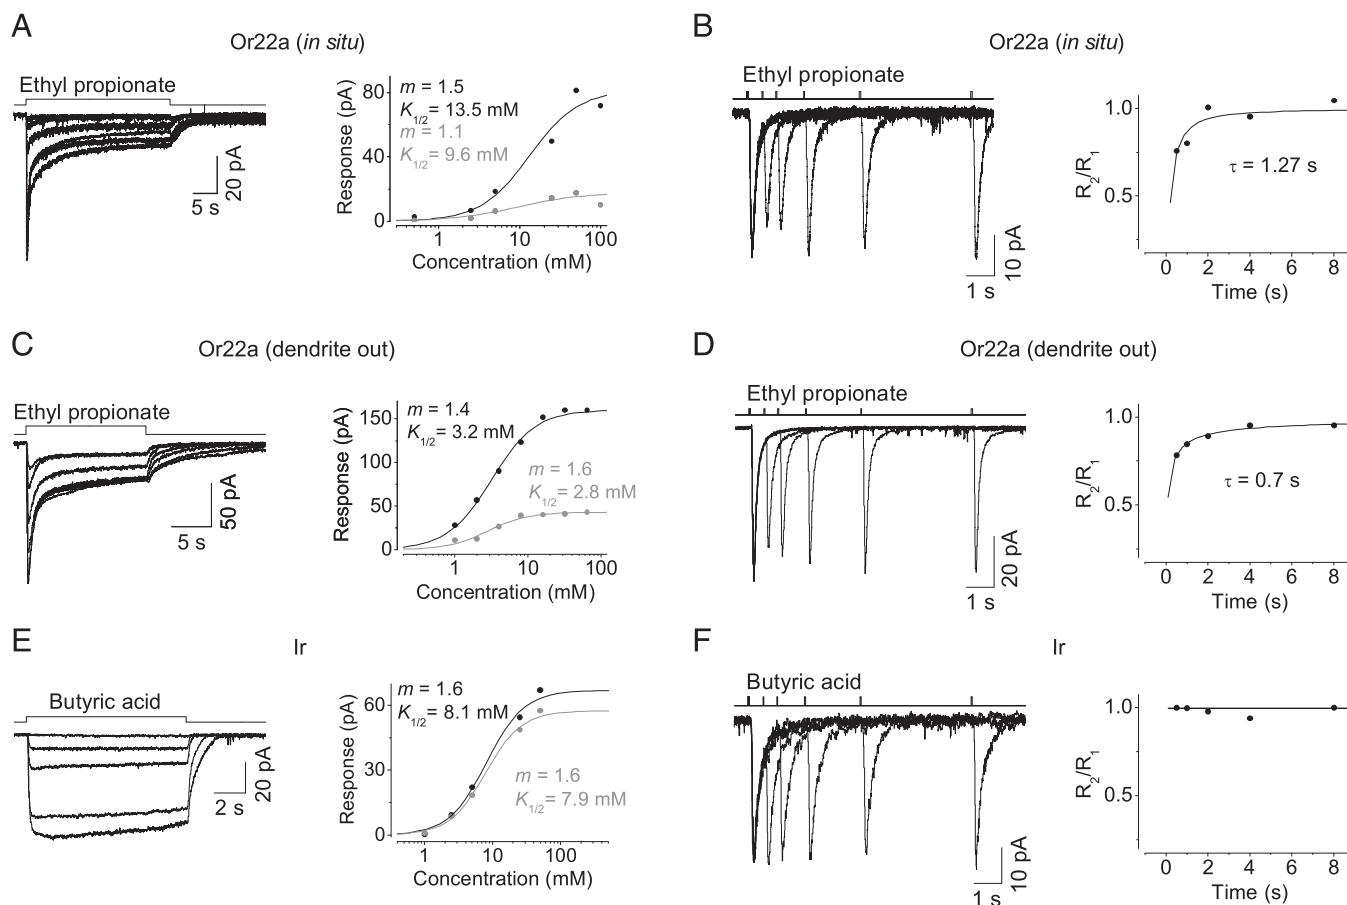 A
Or22a (in situ)
Ethyl propionate
5 s
20 pA
Response (pA)
80
40
0
m = 1.5
K1/2 = 13.5 mM
m = 1.1
K1/2= 9.6 mM
1 10 100
Concentration (mM)
B
Or22a (in situ)
Ethyl propionate
1 s
10 pA
R2/R1
1.0
0.5
τ = 1.27 s
0 2 4 6 8
Time (s)
C
Or22a (dendrite out)
Ethyl propionate
5 s
50 pA
Response (pA)
150
100
50
0
m = 1.4
K1/2= 3.2 mM
m = 1.6
K1/2= 2.8 mM
1 10 100
Concentration (mM)
D
Or22a (dendrite out)
Ethyl propionate
1 s
20 pA
R2/R1
1.0
0.5
τ = 0.7 s
0 2 4 6 8
Time (s)
E
Ir
Butyric acid
2 s
20 pA
Response (pA)
60
30
0
m = 1.6
K1/2= 8.1 mM
m = 1.6
K1/2= 7.9 mM
1 10 100
Concentration (mM)
F
Ir
Butyric acid
1 s
10 pA
R2/R1
1.0
0.5
0 2 4 6 8
Time (s)